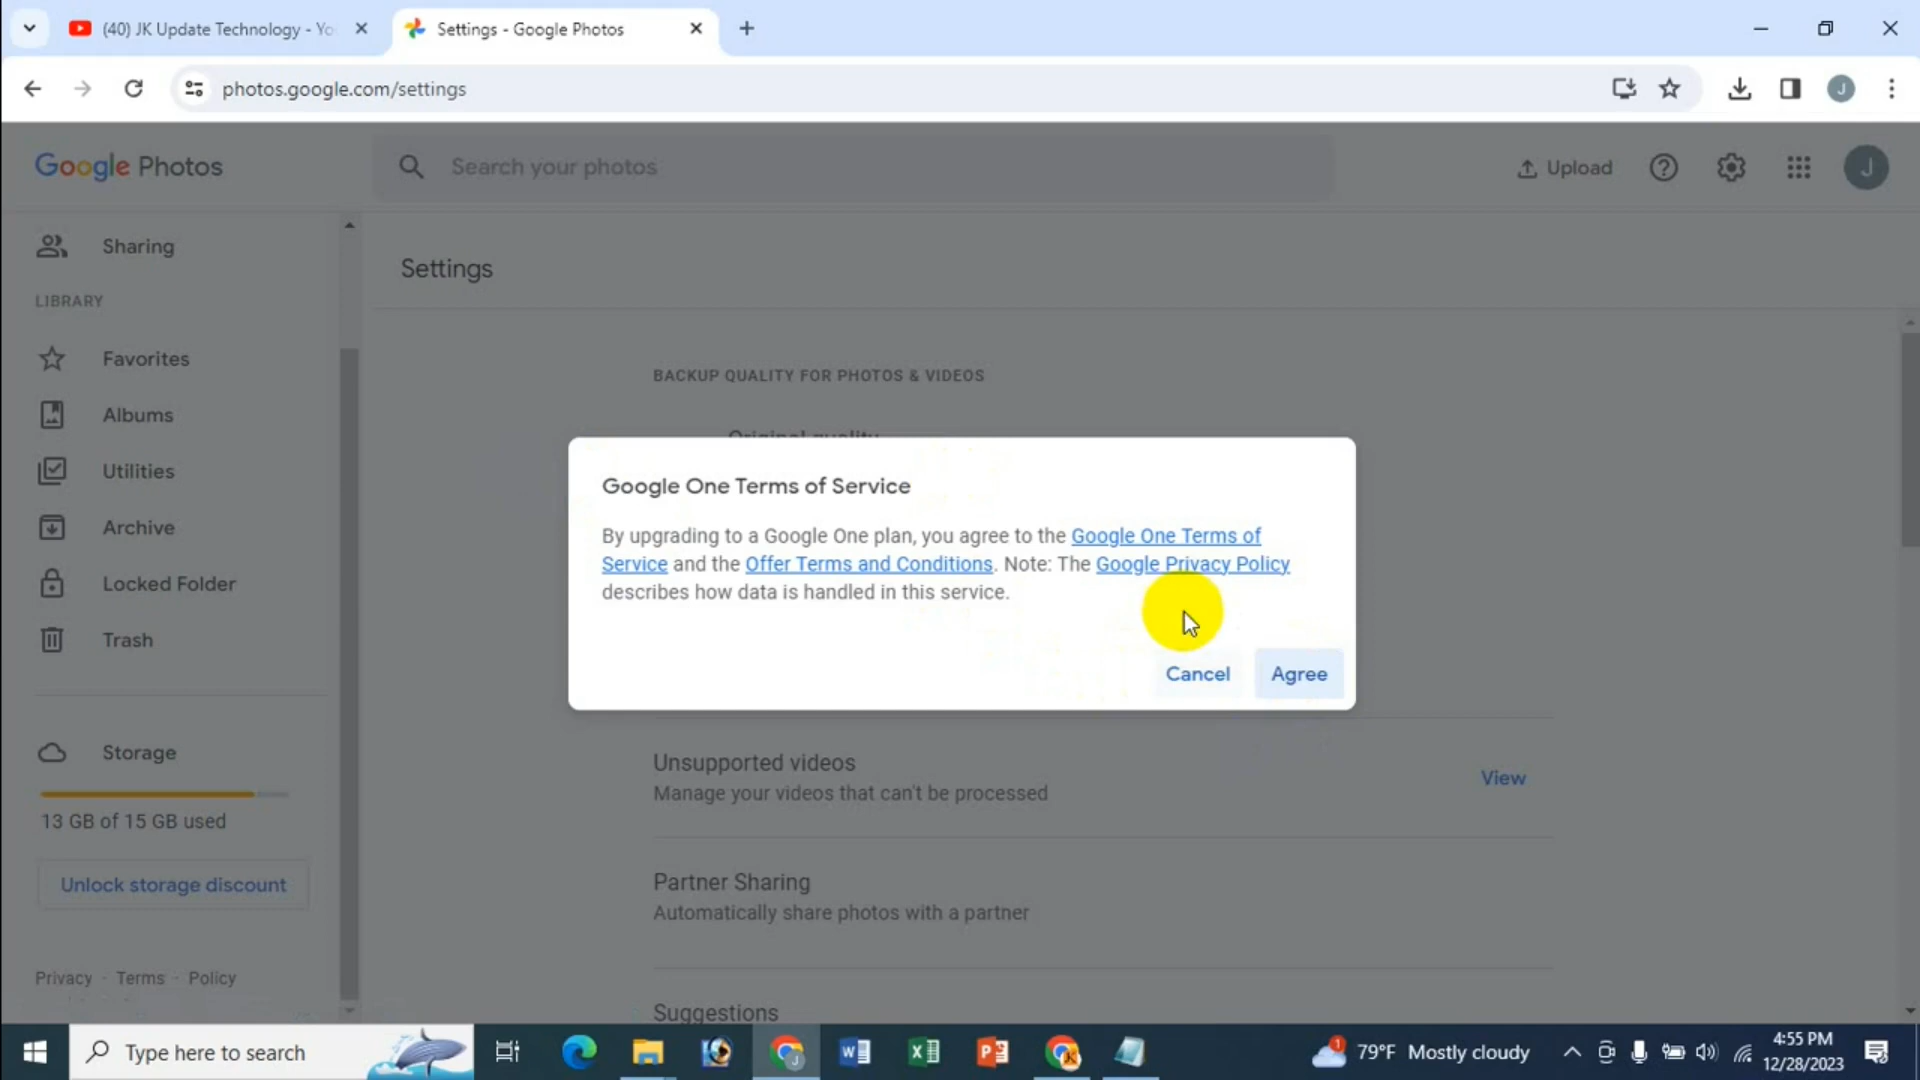 (40) JK Update Technology - Yo
Settings - Google Photos
photos.google.com/settings
J
Google Photos
Search your photos
Upload
J
Sharing
LIBRARY
Favorites
Albums
Utilities
Archive
Locked Folder
Trash
Storage
13 GB of 15 GB used
Unlock storage discount
Privacy · Terms · Policy
Settings
BACKUP QUALITY FOR PHOTOS & VIDEOS
Original quality
Google One Terms of Service
By upgrading to a Google One plan, you agree to the Google One Terms of
Service and the Offer Terms and Conditions. Note: The Google Privacy Policy
describes how data is handled in this service.
Cancel
Agree
Unsupported videos
Manage your videos that can't be processed
View
Partner Sharing
Automatically share photos with a partner
Suggestions
Type here to search
79°F Mostly cloudy
4:55 PM
12/28/2023